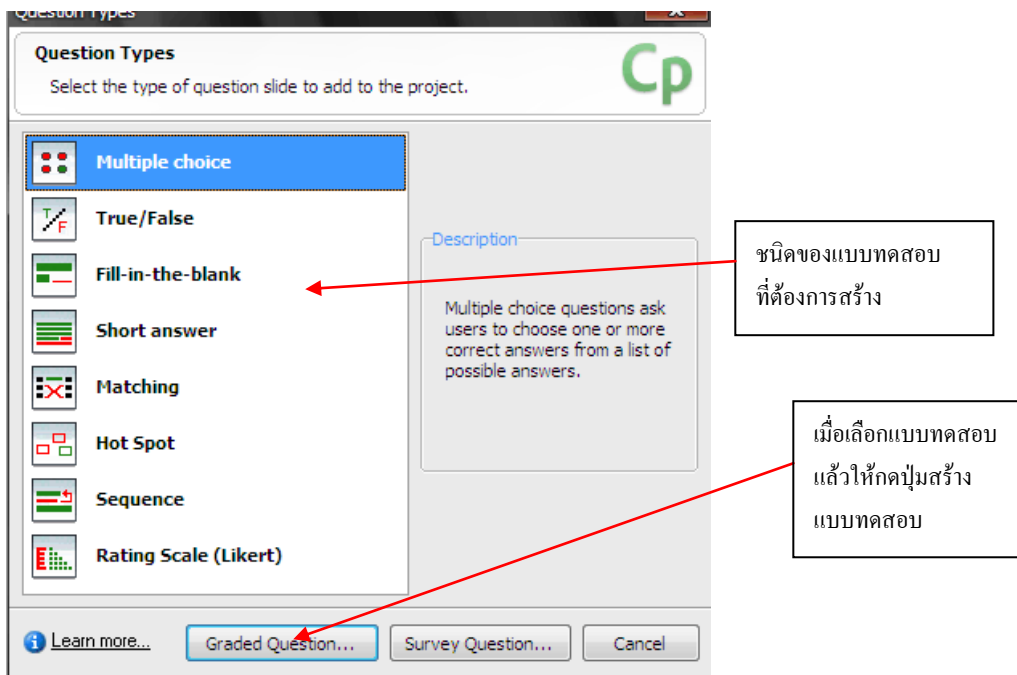 Question Types
Question Types
Select the type of question slide to add to the project.
Cp
Multiple choice
True/False
Fill-in-the-blank
Short answer
Matching
Hot Spot
Sequence
Rating Scale (Likert)
Description
Multiple choice questions ask
users to choose one or more
correct answers from a list of
possible answers.
ชนิดของแบบทดสอบ
ที่ต้องการสร้าง
เมื่อเลือกแบบทดสอบ
แล้วให้กดปุ่มสร้าง
แบบทดสอบ
Learn more...
Graded Question...
Survey Question...
Cancel